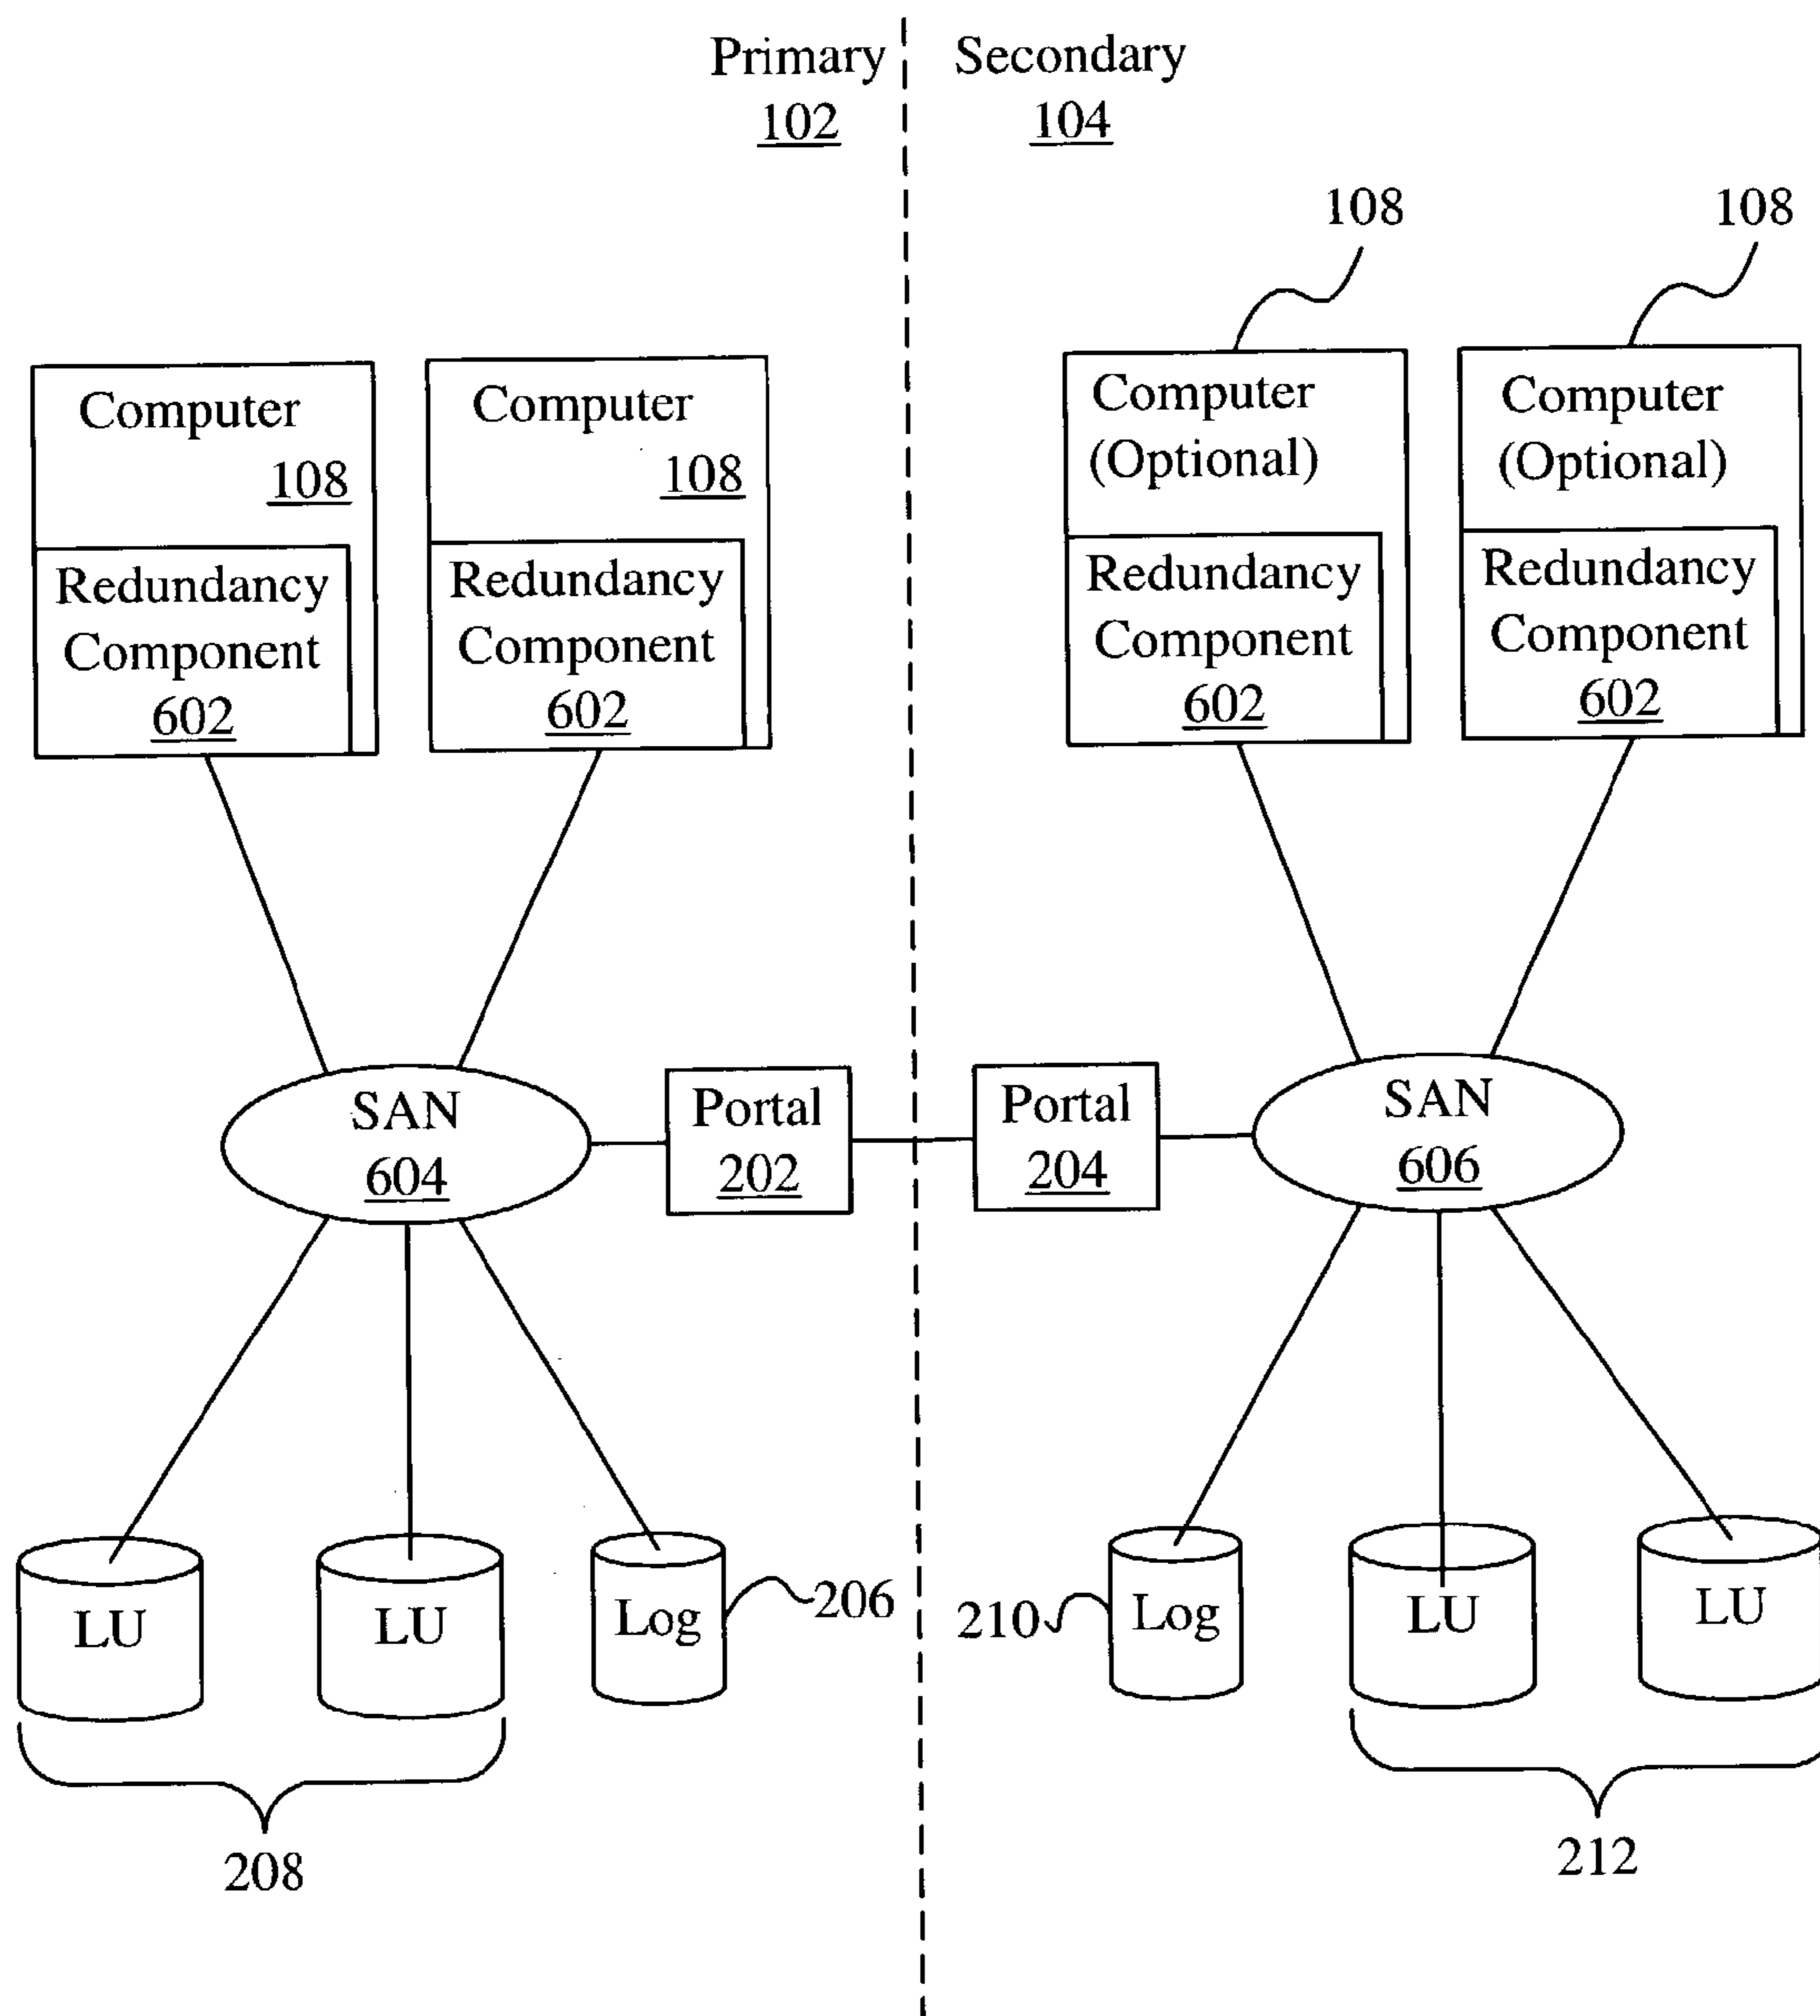 Primary
102
Secondary
104
108
108
Computer
108
Redundancy
Component
602
Computer
108
Redundancy
Component
602
Computer
(Optional)
Redundancy
Component
602
Computer
(Optional)
Redundancy
Component
602
SAN
604
Portal
202
Portal
204
SAN
606
LU
LU
Log
206
210
Log
LU
LU
208
212